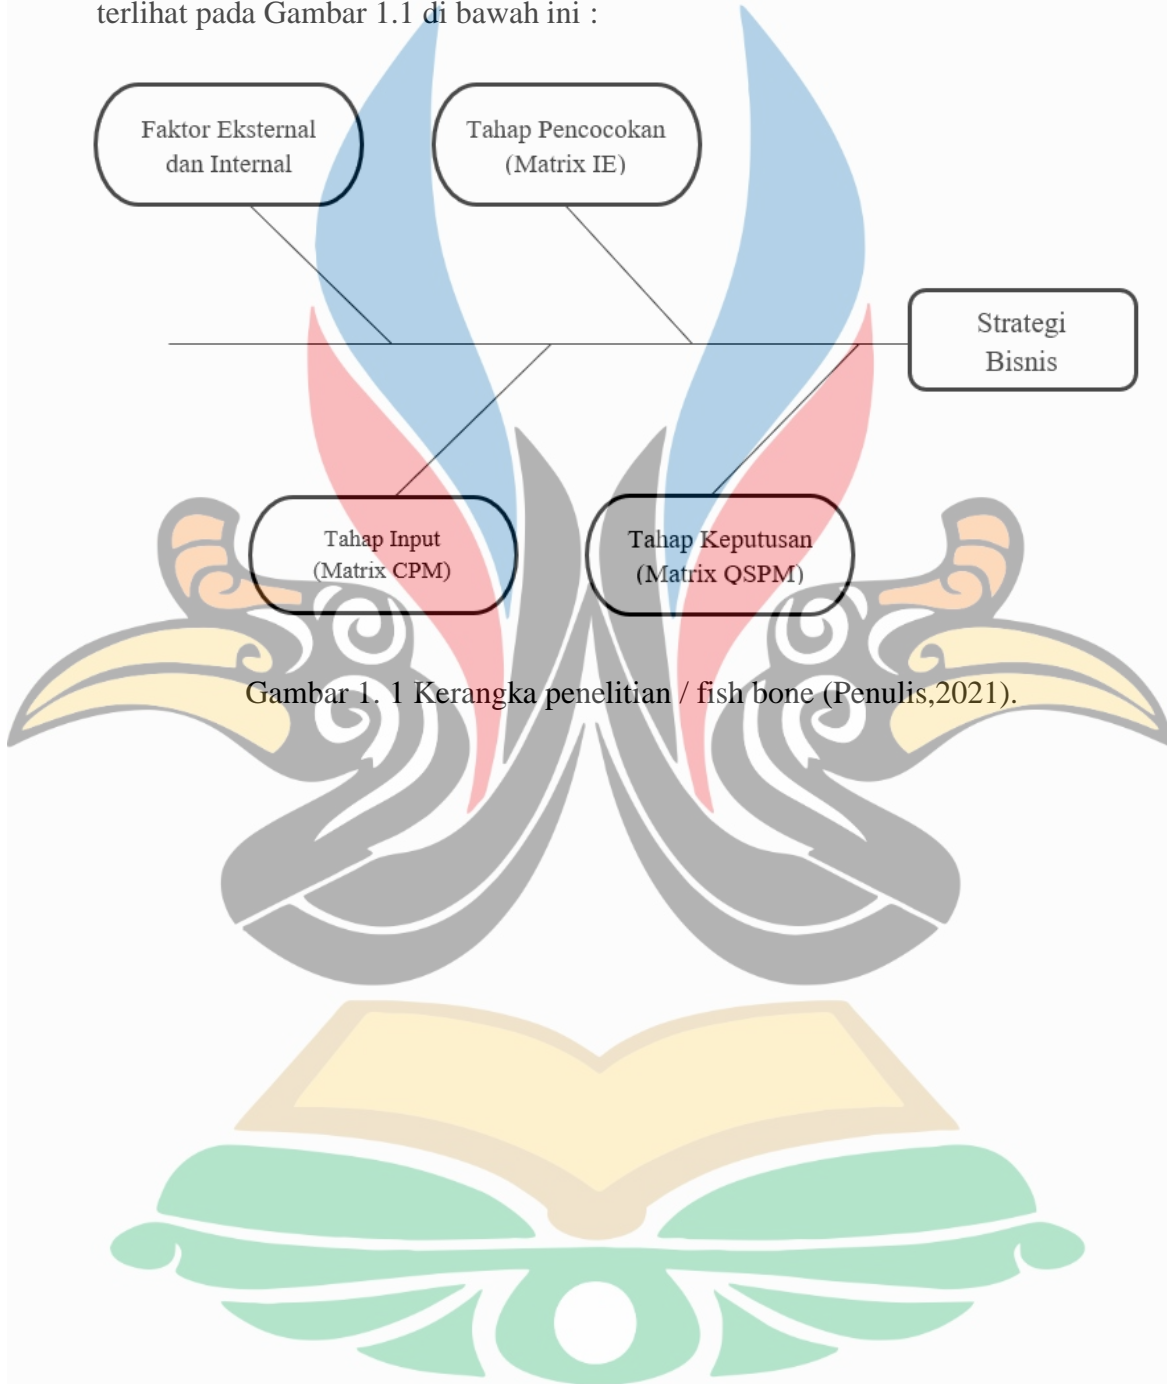 terlihat pada Gambar 1.1 di bawah ini :
Faktor Eksternal
dan Internal
Tahap Pencocokan
(Matrix IE)
Strategi
Bisnis
Tahap Input
(Matrix CPM)
Tahap Keputusan
(Matrix QSPM)
Gambar 1. 1 Kerangka penelitian / fish bone (Penulis,2021).